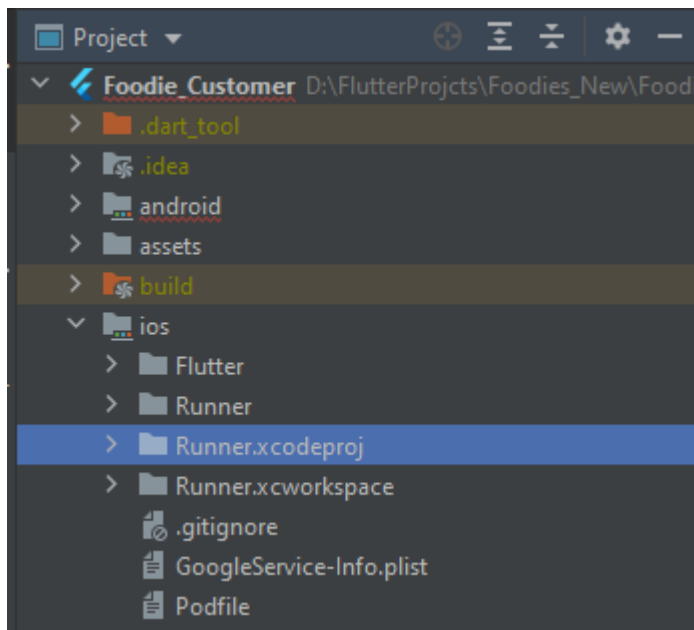 Project
Foodie_Customer D:\FlutterProjcts\Foodies_New\Food
.dart_tool
.idea
android
assets
build
ios
Flutter
Runner
Runner.xcodeproj
Runner.xcworkspace
.gitignore
GoogleService-Info.plist
Podfile